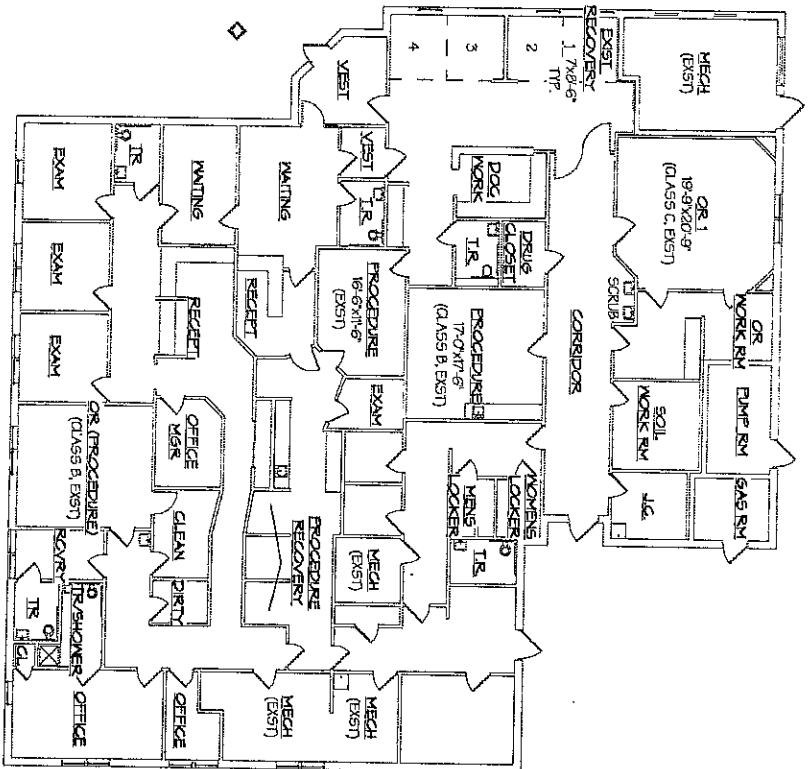 MECH
(EXST)
EXIST
RECOVERY
1 7'X8'-6"
TYP.
2
3
4
VEST
OR 1
19'-9"X20'-9"
(CLASS C, EXST)
OR
WORK RM
PUMP RM
GAS RM
SCRUB
SOIL
WORK RM
J.C.
CORRIDOR
DOC
WORK
DRUG
CLOSET
T.R.
PROCEDURE
17'-0"X17'-6"
(CLASS B, EXST)
WOMENS
LOCKER
MENS
LOCKER
T.R.
VEST
T.R.
PROCEDURE
16'-6"X11'-6"
(EXST)
EXAM
MECH
(EXST)
PROCEDURE
RECOVERY
MECH
(EXST)
MECH
(EXST)
WAITING
RECEPT
WAITING
RECEPT
OFFICE
MGR
CLEAN
DIRTY
OFFICE
TR
EXAM
EXAM
EXAM
OR (PROCEDURE)
(CLASS B, EXST)
RCVRY
TR/SHOWER
TR
CL
OFFICE